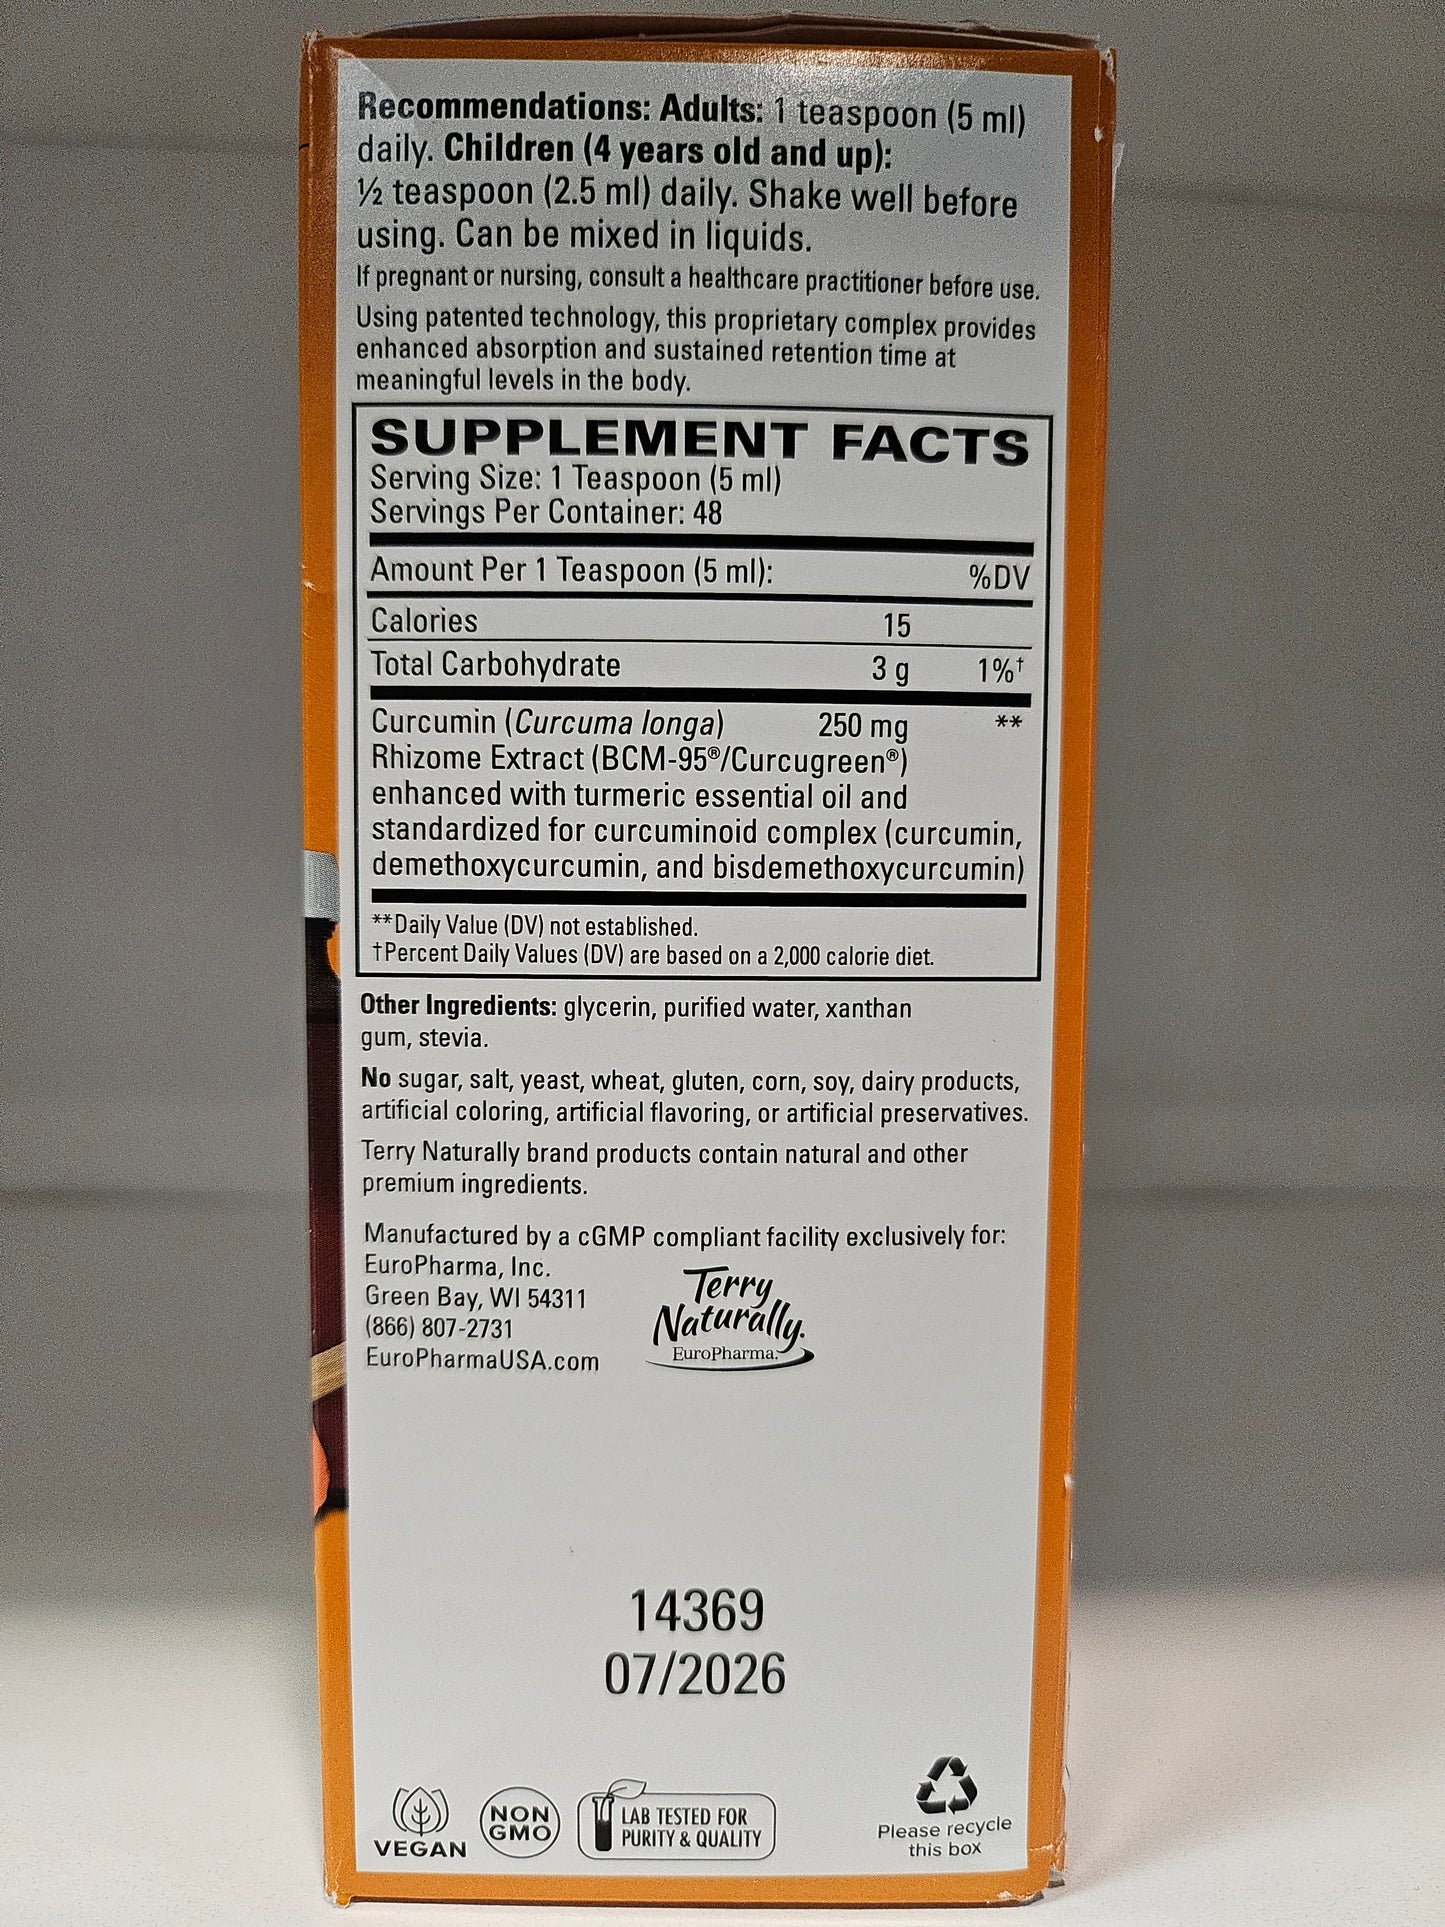 Recommendations: Adults: 1 teaspoon (5 ml)
daily. Children (4 years old and up):
½ teaspoon (2.5 ml) daily. Shake well before
using. Can be mixed in liquids.
If pregnant or nursing, consult a healthcare practitioner before use.
Using patented technology, this proprietary complex provides
enhanced absorption and sustained retention time at
meaningful levels in the body.
SUPPLEMENT FACTS
Serving Size: 1 Teaspoon (5 ml)
Servings Per Container: 48
Amount Per 1 Teaspoon (5 ml): %DV
Calories 15
Total Carbohydrate 3 g 1%†
Curcumin (Curcuma longa) 250 mg **
Rhizome Extract (BCM-95®/Curcugreen®)
enhanced with turmeric essential oil and
standardized for curcuminoid complex (curcumin,
demethoxycurcumin, and bisdemethoxycurcumin)
**Daily Value (DV) not established.
†Percent Daily Values (DV) are based on a 2,000 calorie diet.
Other Ingredients: glycerin, purified water, xanthan
gum, stevia.
No sugar, salt, yeast, wheat, gluten, corn, soy, dairy products,
artificial coloring, artificial flavoring, or artificial preservatives.
Terry Naturally brand products contain natural and other
premium ingredients.
Manufactured by a cGMP compliant facility exclusively for:
EuroPharma, Inc.
Green Bay, WI 54311
(866) 807-2731
EuroPharmaUSA.com
Terry
Naturally.
EuroPharma.
14369
07/2026
VEGAN
NON
GMO
LAB TESTED FOR
PURITY & QUALITY
Please recycle
this box